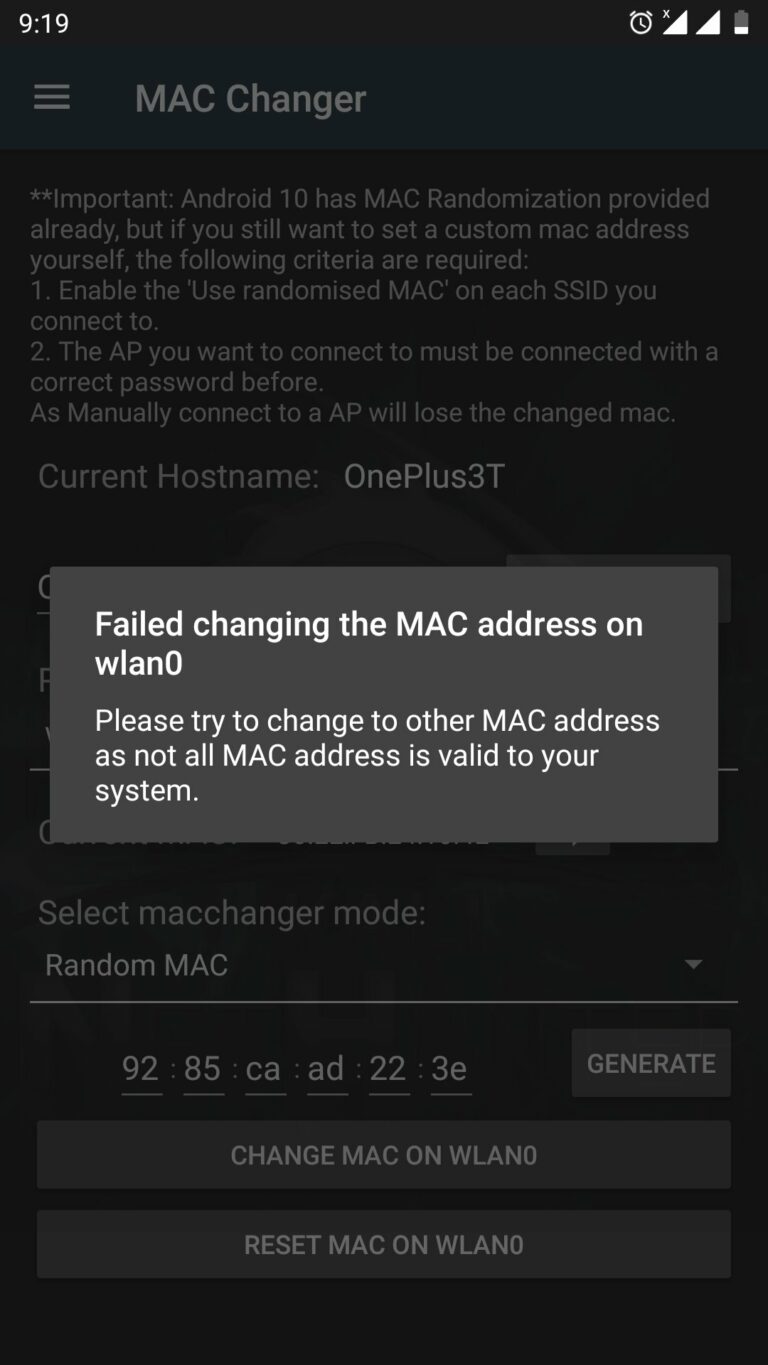 9:19
x
MAC Changer
**Important: Android 10 has MAC Randomization provided
already, but if you still want to set a custom mac address
yourself, the following criteria are required:
1. Enable the 'Use randomised MAC' on each SSID you
connect to.
2. The AP you want to connect to must be connected with a
correct password before.
As Manually connect to a AP will lose the changed mac.
Current Hostname: OnePlus3T
Failed changing the MAC address on
wlan0
Please try to change to other MAC address
as not all MAC address is valid to your
system.
Select macchanger mode:
Random MAC
92 : 85 : ca : ad : 22 : 3e
GENERATE
CHANGE MAC ON WLAN0
RESET MAC ON WLAN0